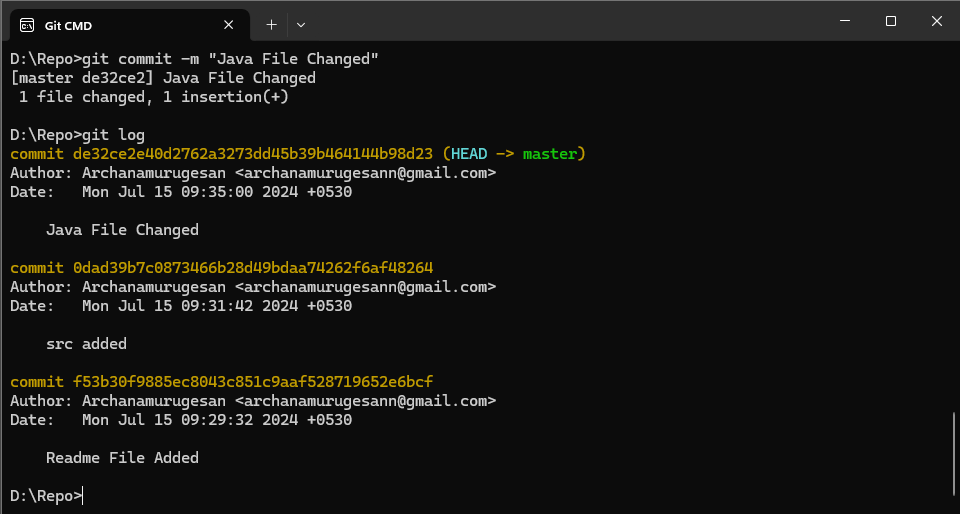 Git CMD
D:\Repo>git commit -m "Java File Changed"
[master de32ce2] Java File Changed
 1 file changed, 1 insertion(+)
D:\Repo>git log
commit de32ce2e40d2762a3273dd45b39b464144b98d23 (HEAD -> master)
Author: Archanamurugesan <archanamurugesann@gmail.com>
Date:   Mon Jul 15 09:35:00 2024 +0530
    Java File Changed
commit 0dad39b7c0873466b28d49bdaa74262f6af48264
Author: Archanamurugesan <archanamurugesann@gmail.com>
Date:   Mon Jul 15 09:31:42 2024 +0530
    src added
commit f53b30f9885ec8043c851c9aaf528719652e6bcf
Author: Archanamurugesan <archanamurugesann@gmail.com>
Date:   Mon Jul 15 09:29:32 2024 +0530
    Readme File Added
D:\Repo>